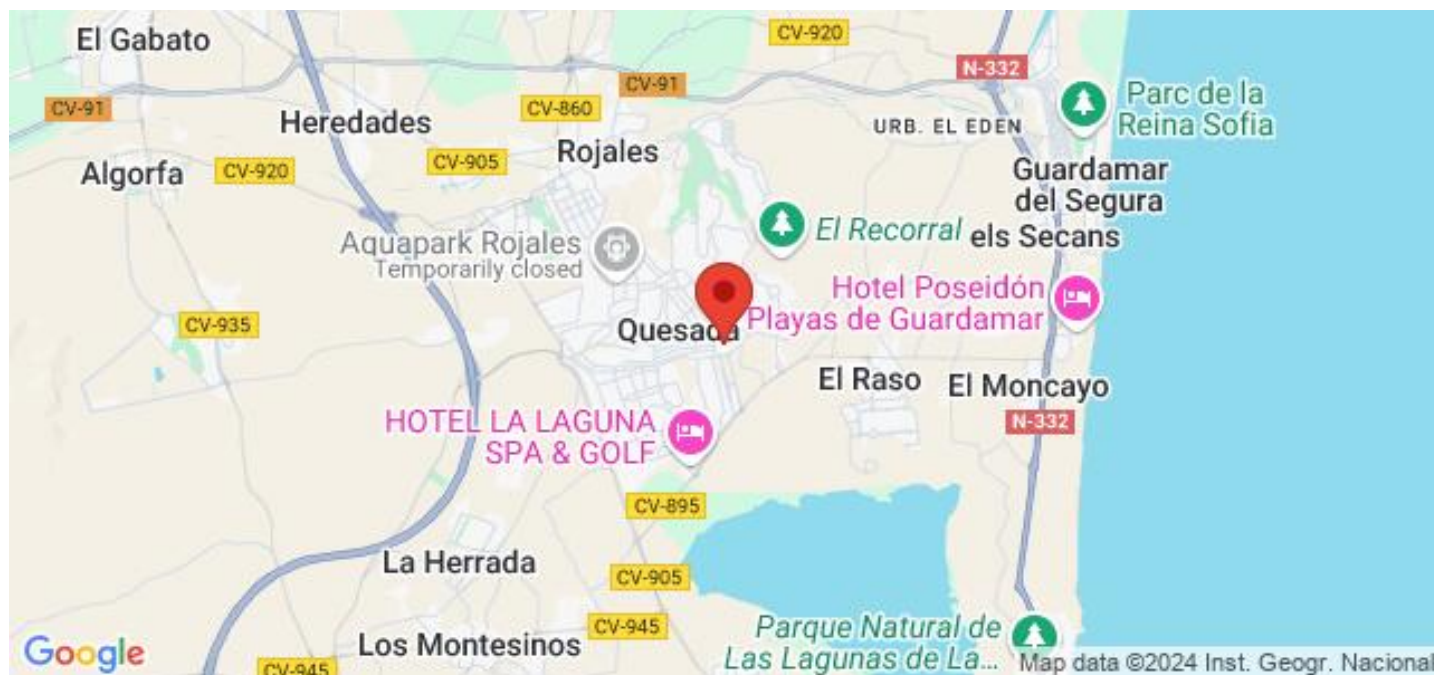 El Gabato
CV-920
N-332
CV-91
CV-91
CV-860
Parc de la
Reina Sofia
Heredades
URB. EL EDEN
Rojales
CV-905
Algorfa
CV-920
Guardamar
del Segura
Aquapark Rojales
Temporarily closed
El Recorral
els Secans
Hotel Poseidón
Playas de Guardamar
CV-935
Quesada
El Raso
El Moncayo
HOTEL LA LAGUNA
SPA & GOLF
N-332
CV-895
La Herrada
CV-905
CV-945
Los Montesinos
Parque Natural de
Las Lagunas de La...
Google
CV-945
Map data ©2024 Inst. Geogr. Nacional